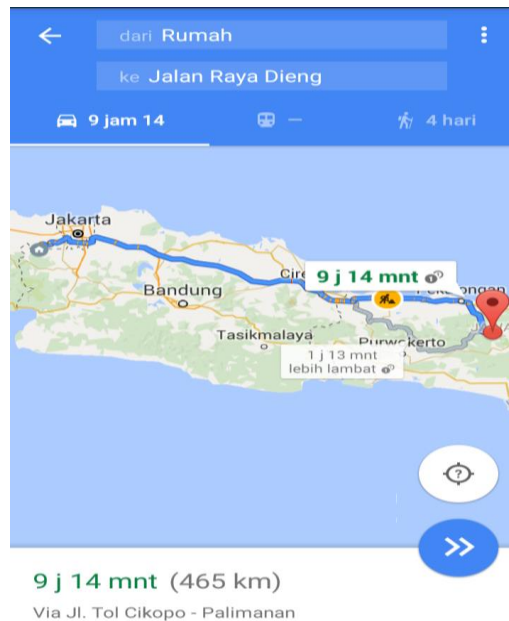 dari Rumah
ke Jalan Raya Dieng
9 jam 14
—
4 hari
Jakarta
9 j 14 mnt
Bandung
Tasikmalaya
Purwokerto
1 j 13 mnt
lebih lambat
?
9 j 14 mnt (465 km)
Via Jl. Tol Cikopo - Palimanan